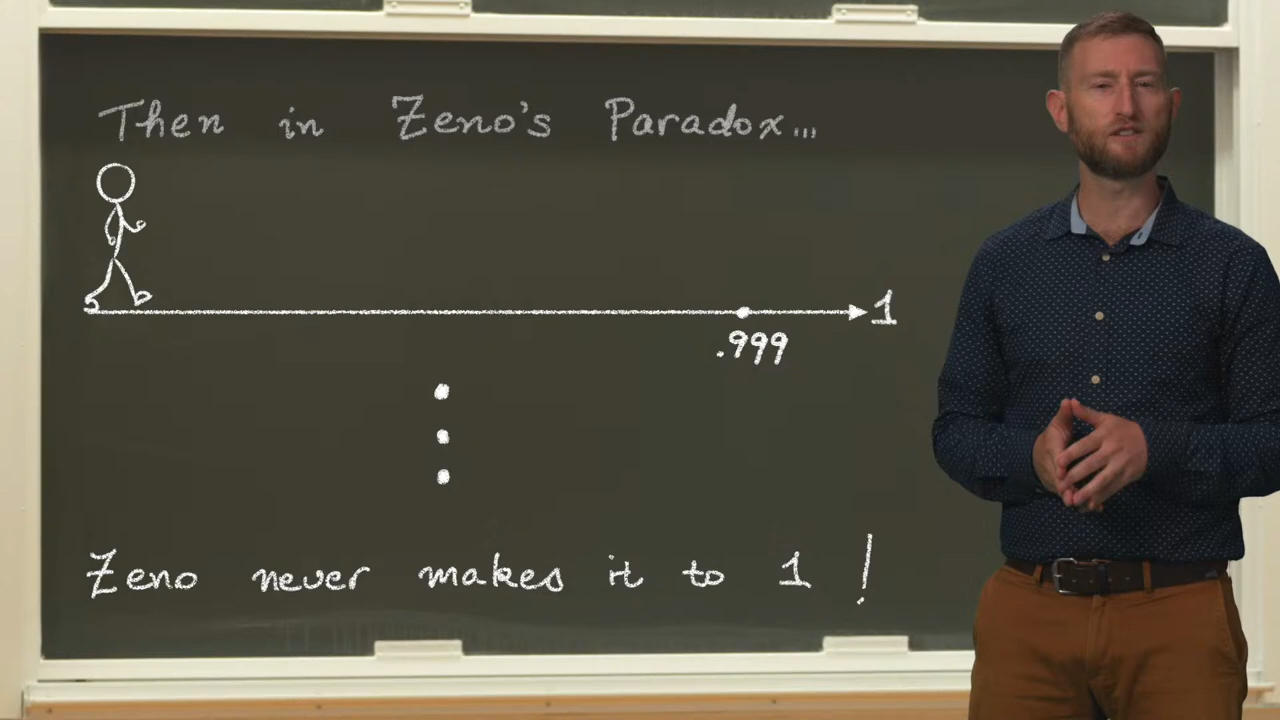 Then in Zeno's Paradox...
1
.999
Zeno never makes it to 1 !